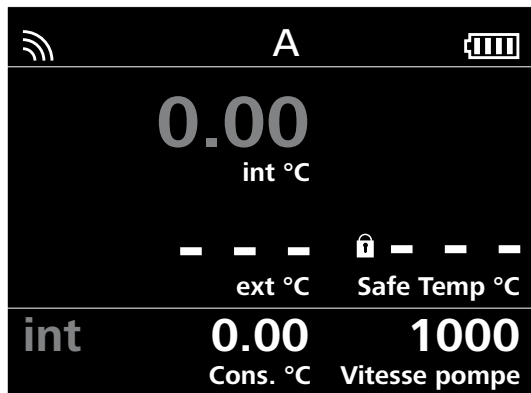 A
0.00
int °C
- - - - - -
ext °C Safe Temp °C
int 0.00 1000
Cons. °C Vitesse pompe